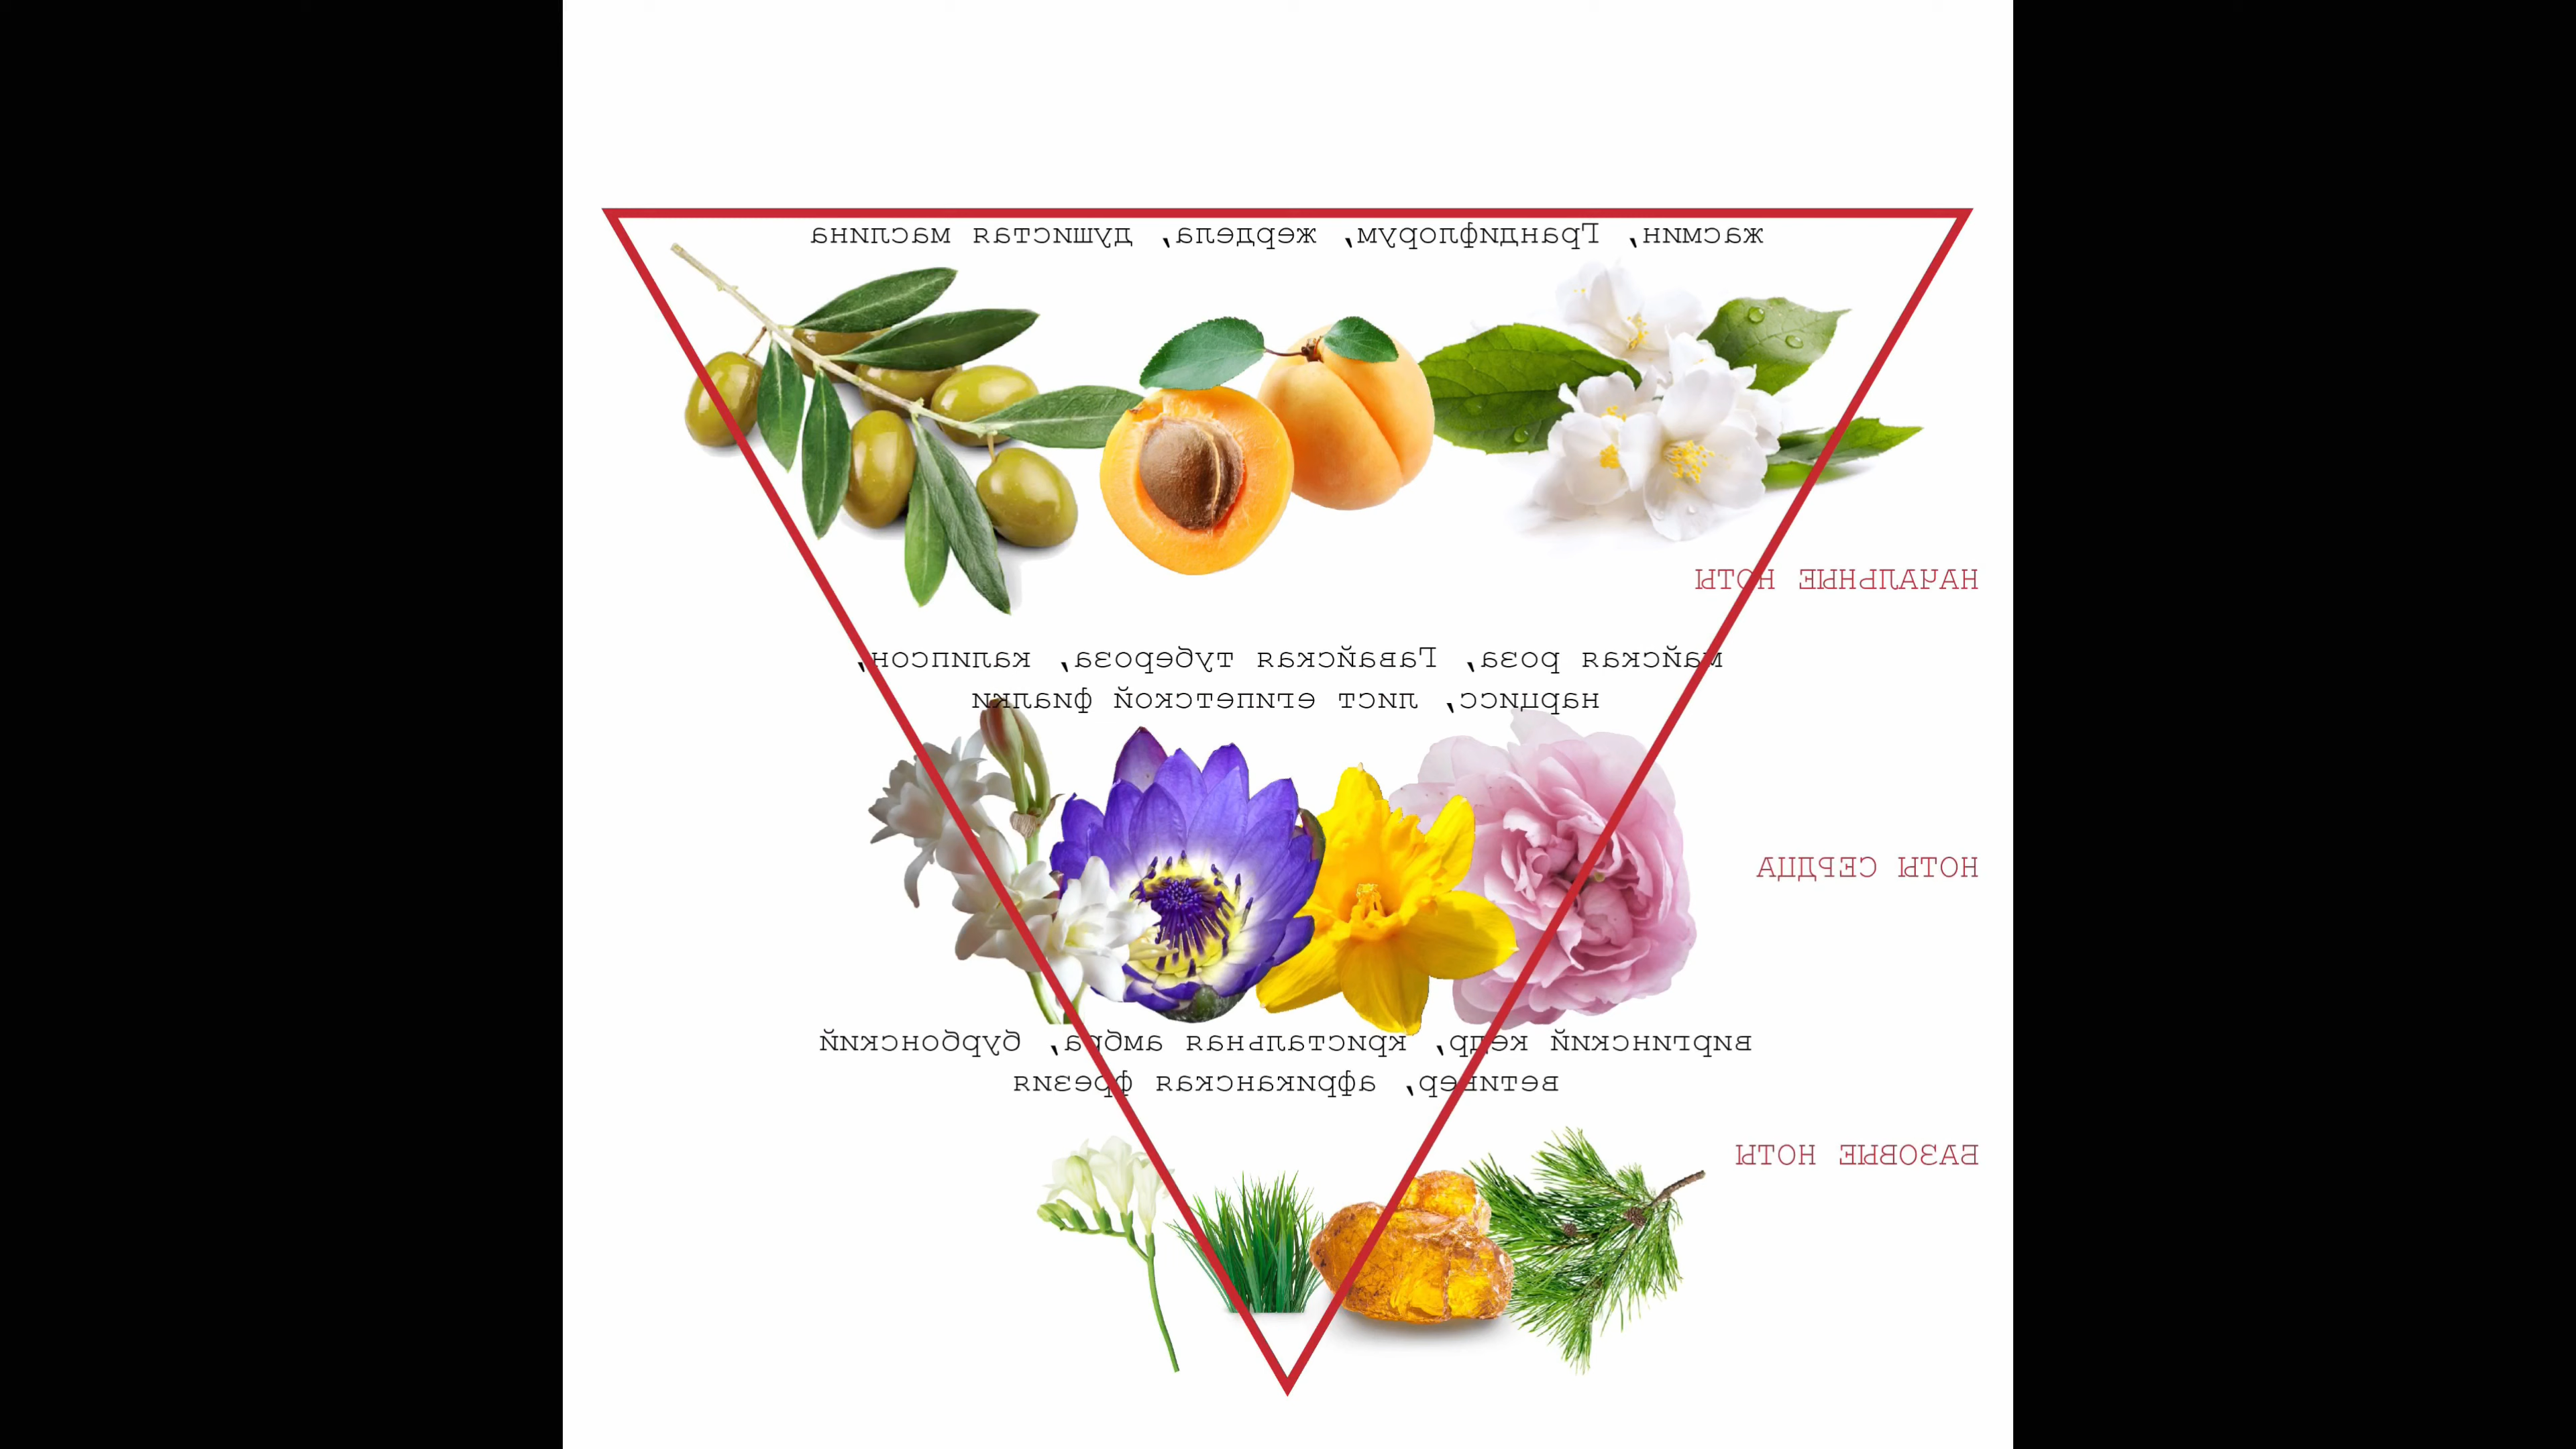 жасмин, Грандифлорум, жердела, душистая маслина
НАЧАЛЬНЫЕ НОТЫ
майская роза, Гавайская тубероза, калипсон,
нарцисс, лист египетской фиалки
НОТЫ СЕРДЦА
виргинский кедр, кристальная амбра, бурбонский
ветивер, африканская фрезия
БАЗОВЫЕ НОТЫ